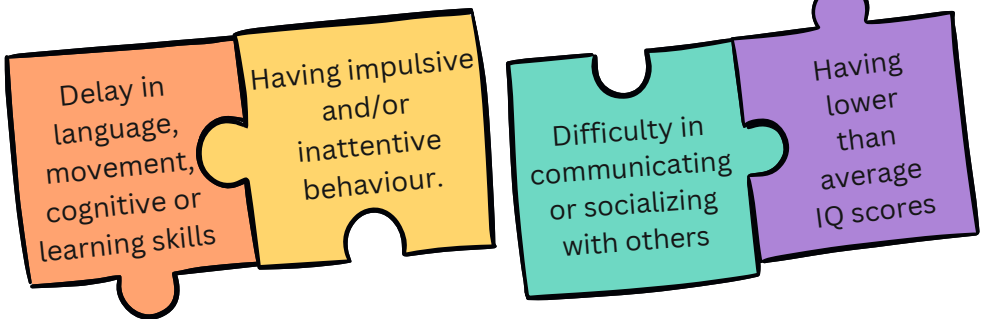 Delay in
language,
movement,
cognitive or
learning skills
Having impulsive
and/or
inattentive
behaviour.
Difficulty in
communicating
or socializing
with others
Having
lower
than
average
IQ scores